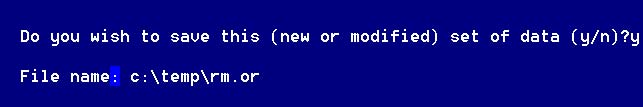 Do you wish to save this (new or modified) set of data (y/n)?y
File name: c:\temp\rm.or